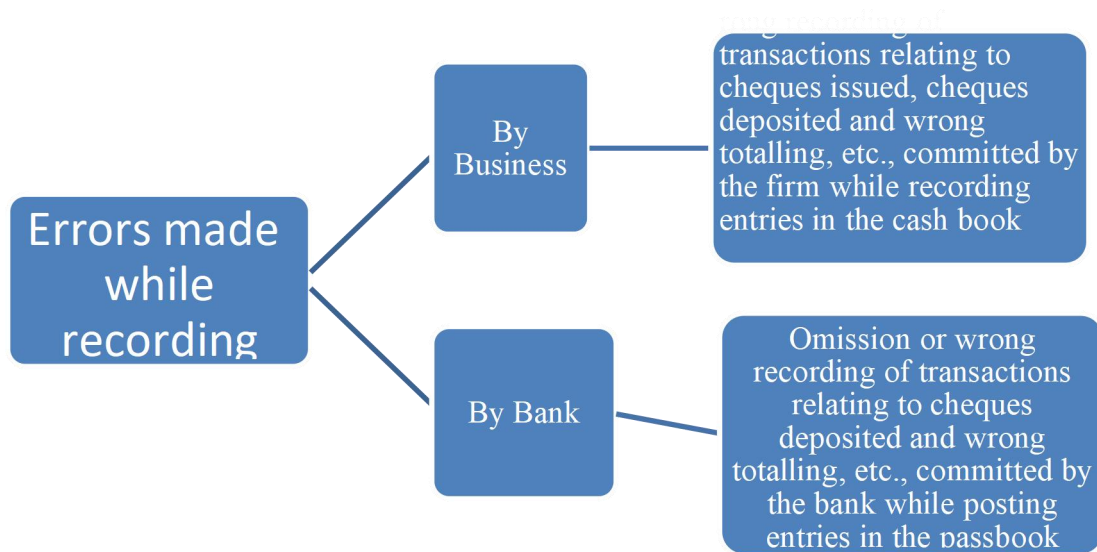 Errors made
while
recording
By
Business
recording of
transactions relating to
cheques issued, cheques
deposited and wrong
totalling, etc., committed by
the firm while recording
entries in the cash book
By Bank
Omission or wrong
recording of transactions
relating to cheques
deposited and wrong
totalling, etc., committed by
the bank while posting
entries in the passbook